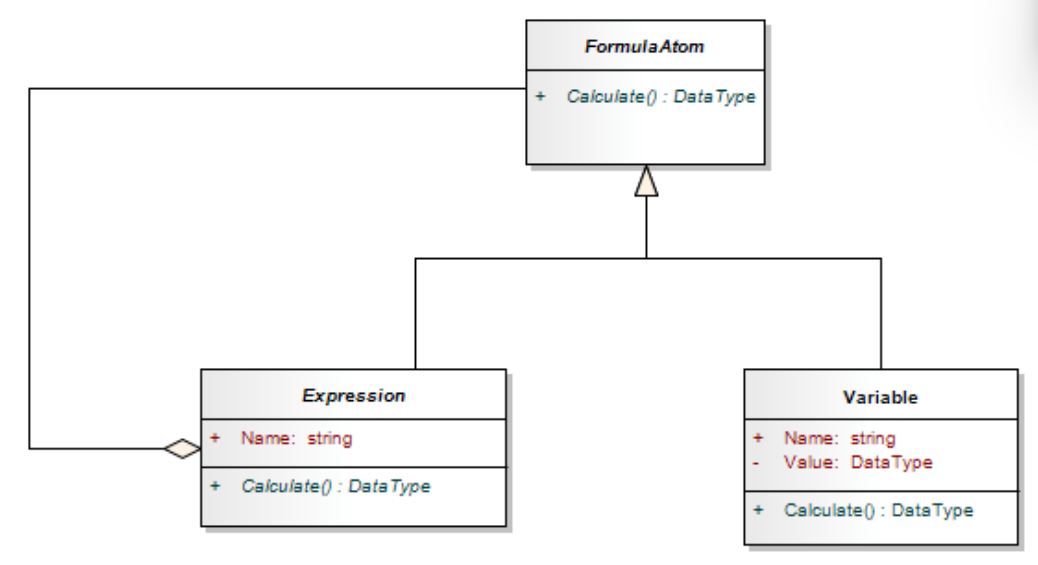 FormulaAtom
+ Calculate() : DataType
Expression
+ Name: string
+ Calculate() : DataType
Variable
+ Name: string
- Value: DataType
+ Calculate() : DataType